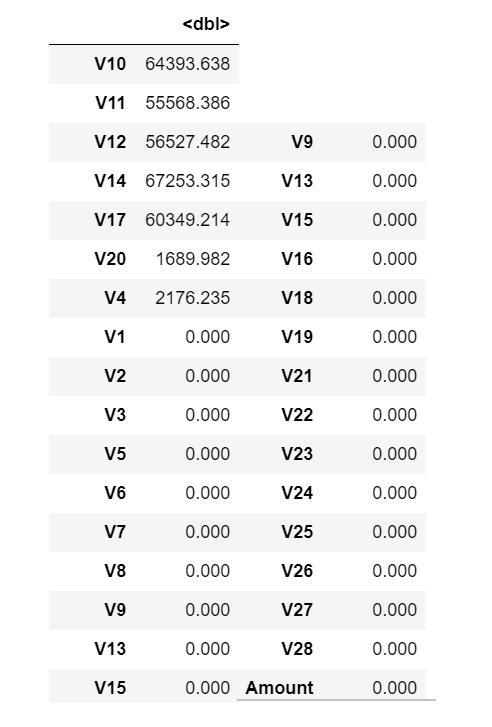 <dbl>
V10 64393.638
V11 55568.386
V12 56527.482 V9 0.000
V14 67253.315 V13 0.000
V17 60349.214 V15 0.000
V20 1689.982 V16 0.000
V4 2176.235 V18 0.000
V1 0.000 V19 0.000
V2 0.000 V21 0.000
V3 0.000 V22 0.000
V5 0.000 V23 0.000
V6 0.000 V24 0.000
V7 0.000 V25 0.000
V8 0.000 V26 0.000
V9 0.000 V27 0.000
V13 0.000 V28 0.000
V15 0.000 Amount 0.000